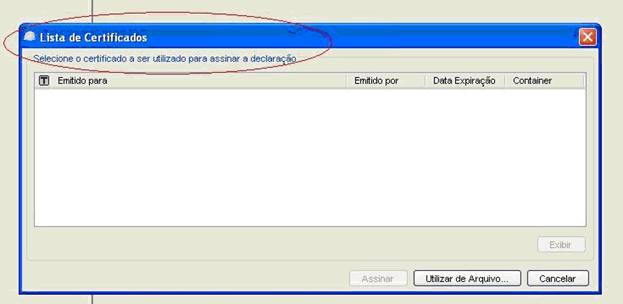 Lista de Certificados
Selecione o certificado a ser utilizado para assinar a declaração
T Emitido para Emitido por Data Expiração Container
Exibir
Assinar Utilizar de Arquivo... Cancelar